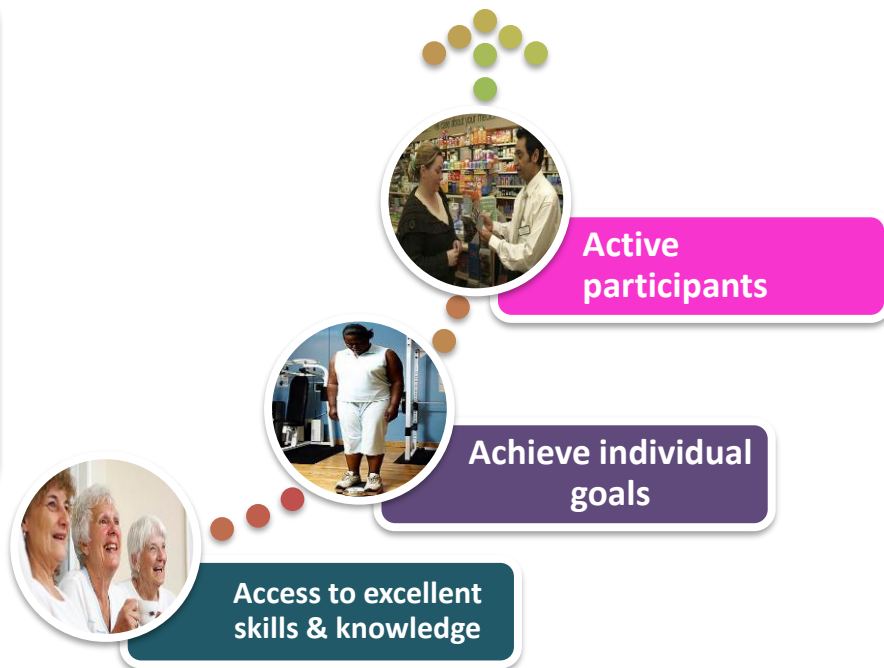 Active
participants
Achieve individual
goals
Access to excellent
skills & knowledge